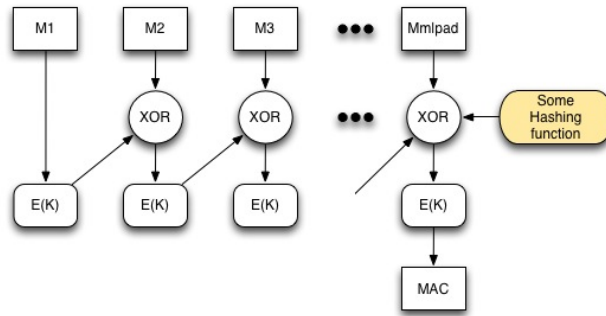 M1
M2
M3
Mmlpad
XOR
XOR
XOR
Some
Hashing
function
E(K)
E(K)
E(K)
E(K)
MAC